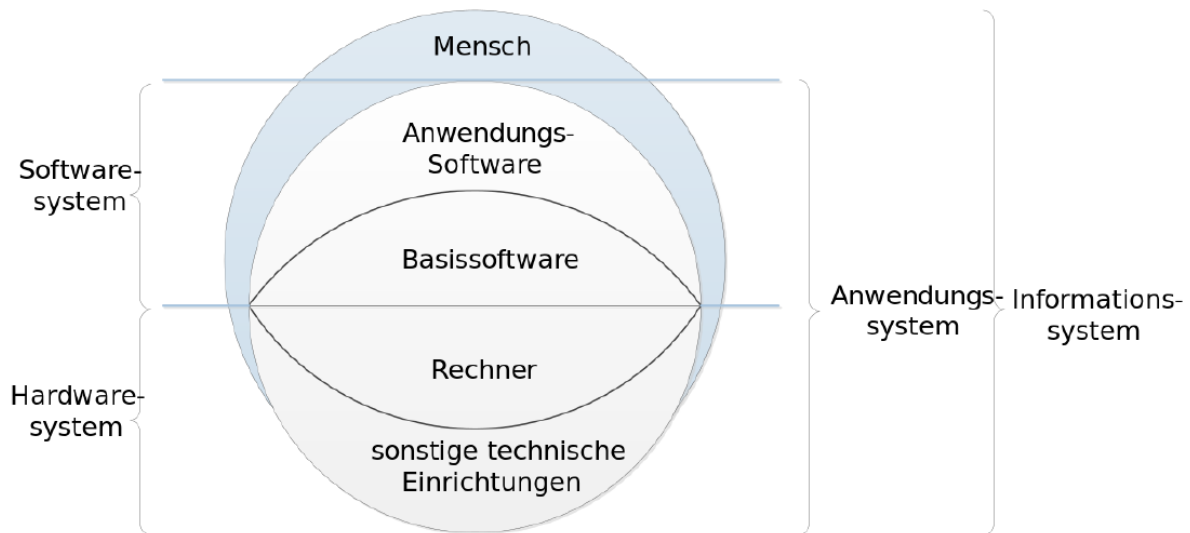 Mensch
Anwendungs-
Software
Software-
system
Basissoftware
Anwendungs-
system
Informations-
system
Rechner
Hardware-
system
sonstige technische
Einrichtungen